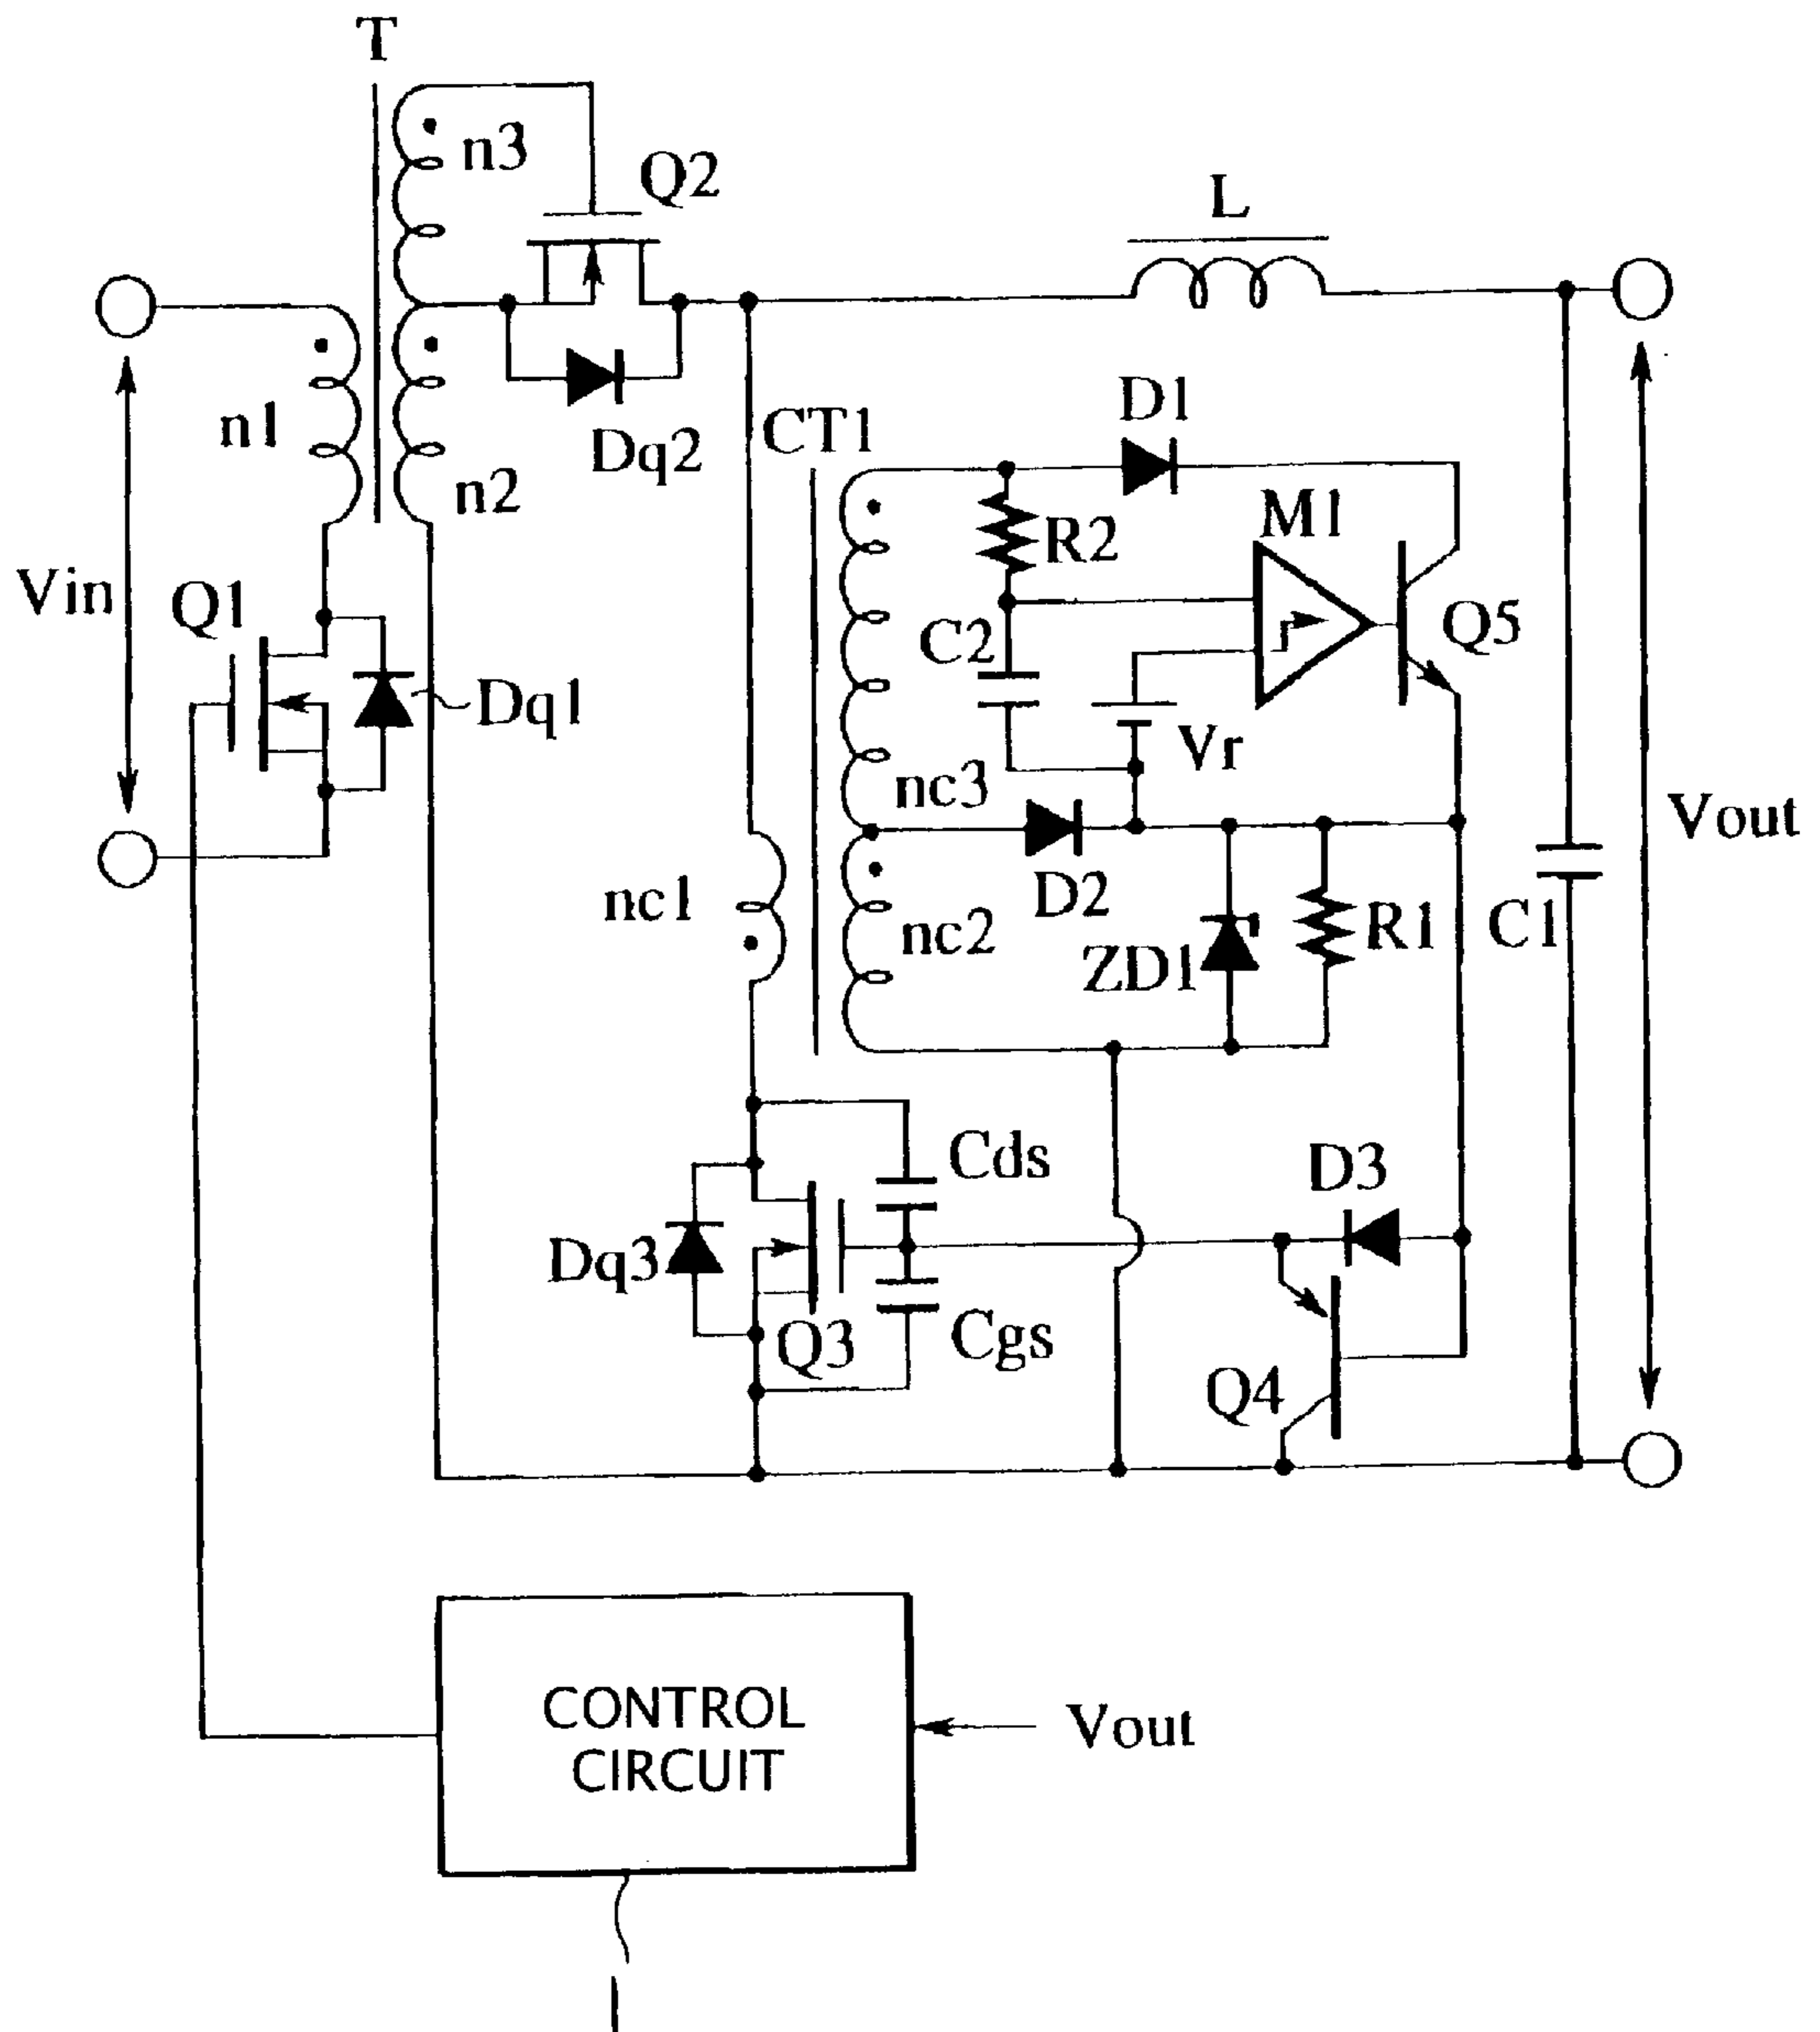 T
n3
Q2
L
n1
n2
Dq2
CT1
D1
M1
R2
Vin
Q1
Dq1
C2
Q5
Vr
nc3
Vout
D2
nc1
nc2
ZD1
R1
C1
Cds
D3
Dq3
Q3
Cgs
Q4
CONTROL
CIRCUIT
Vout
1